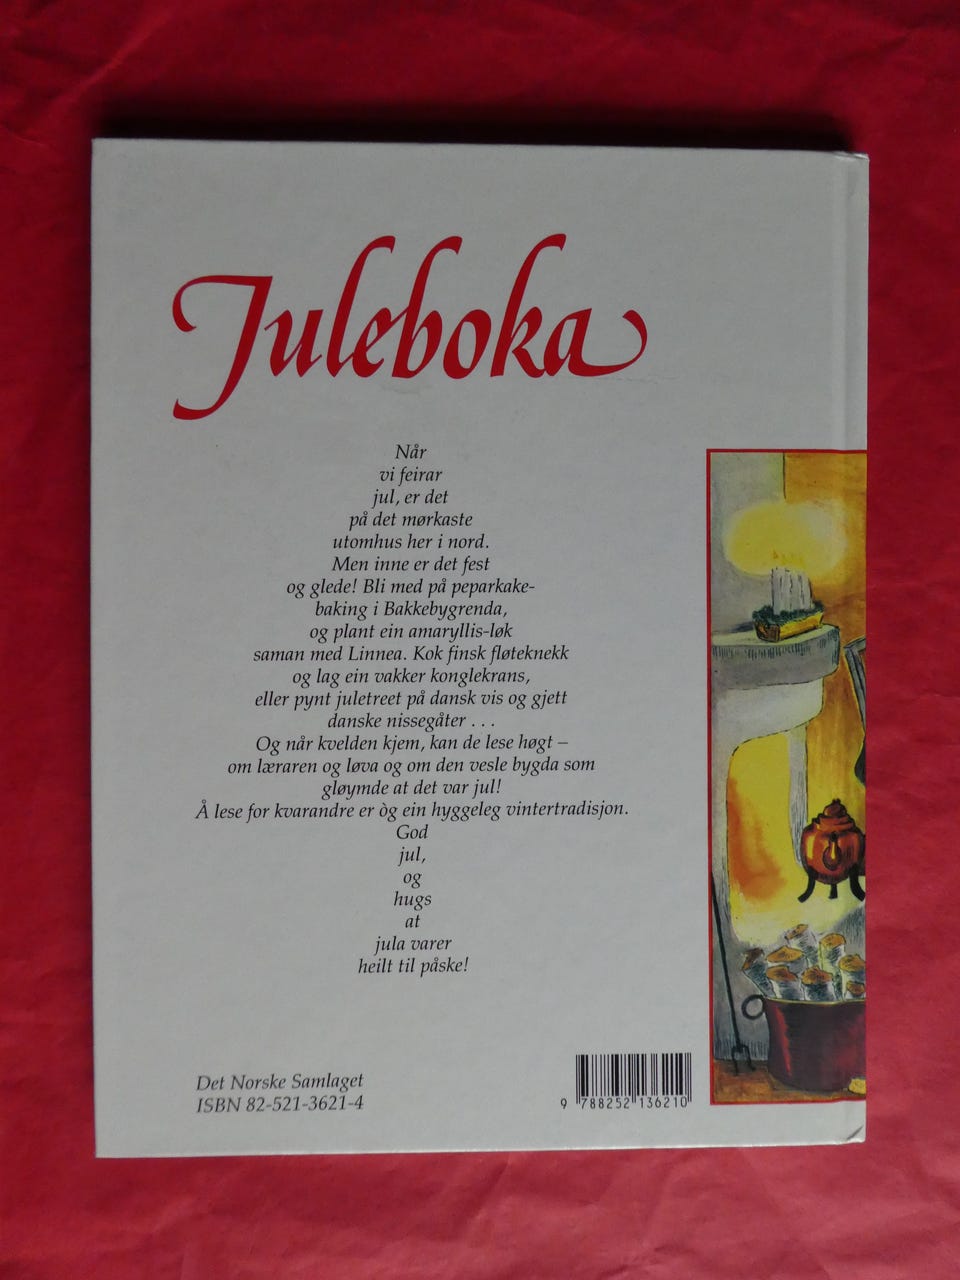 Juleboka
Når
vi feirar
jul, er det
på det mørkaste
utomhus her i nord.
Men inne er det fest
og glede! Bli med på peparkake-
baking i Bakkebygrenda,
og plant ein amaryllis-løk
saman med Linnea. Kok finsk fløteknekk
og lag ein vakker konglekrans,
eller pynt juletreet på dansk vis og gjett
danske nissegåter . . .
Og når kvelden kjem, kan de lese høgt –
om læraren og løva og om den vesle bygda som
gløymde at det var jul!
Å lese for kvarandre er òg ein hyggeleg vintertradisjon.
God
jul,
og
hugs
at
jula varer
heilt til påske!
Det Norske Samlaget
ISBN 82-521-3621-4
9 788252 136210